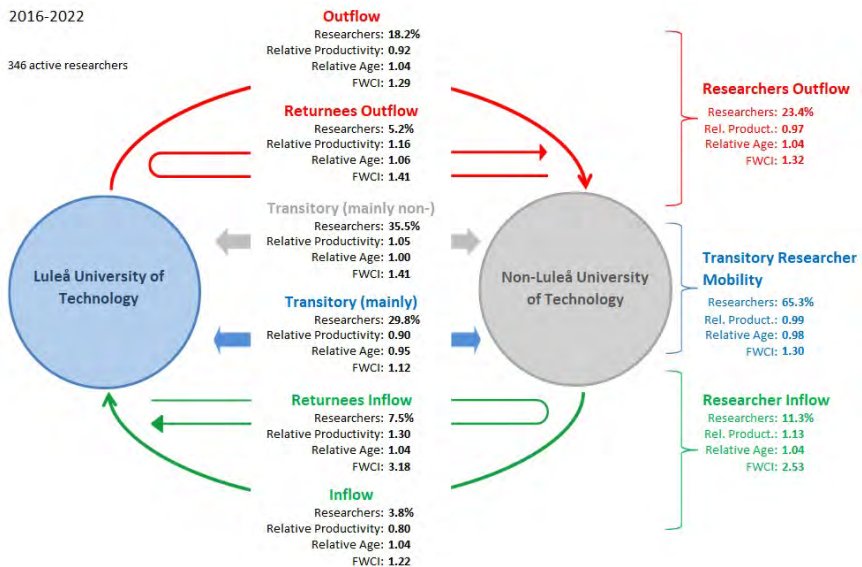 2016-2022
346 active researchers
Outflow
Researchers: 18.2%
Relative Productivity: 0.92
Relative Age: 1.04
FWCI: 1.29
Returnees Outflow
Researchers: 5.2%
Relative Productivity: 1.16
Relative Age: 1.06
FWCI: 1.41
Transitory (mainly non-)
Researchers: 35.5%
Relative Productivity: 1.05
Relative Age: 1.00
FWCI: 1.41
Transitory (mainly)
Researchers: 29.8%
Relative Productivity: 0.90
Relative Age: 0.95
FWCI: 1.12
Returnees Inflow
Researchers: 7.5%
Relative Productivity: 1.30
Relative Age: 1.04
FWCI: 3.18
Inflow
Researchers: 3.8%
Relative Productivity: 0.80
Relative Age: 1.04
FWCI: 1.22
Luleå University of
Technology
Non-Luleå University
of Technology
Researchers Outflow
Researchers: 23.4%
Rel. Product.: 0.97
Relative Age: 1.04
FWCI: 1.32
Transitory Researcher
Mobility
Researchers: 65.3%
Rel. Product.: 0.99
Relative Age: 0.98
FWCI: 1.30
Researcher Inflow
Researchers: 11.3%
Rel. Product.: 1.13
Relative Age: 1.04
FWCI: 2.53